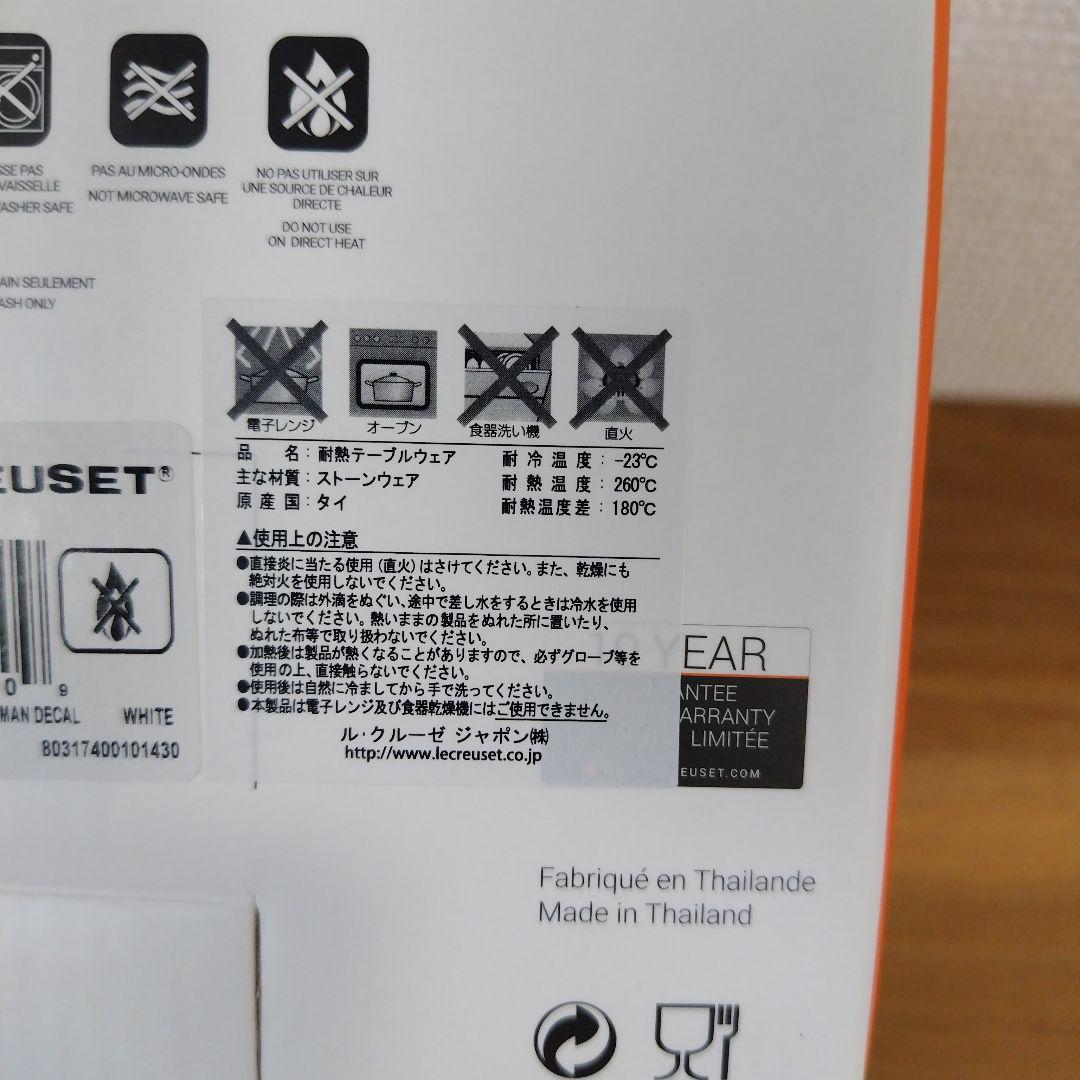 SSE PAS
VAISSELLE
ASHER SAFE
PAS AU MICRO-ONDES
NOT MICROWAVE SAFE
NO PAS UTILISER SUR
UNE SOURCE DE CHALEUR
DIRECTE
DO NOT USE
ON DIRECT HEAT
AIN SEULEMENT
ASH ONLY
電子レンジ
オーブン
食器洗い機
直火
品 名：耐熱テーブルウェア
主な材質：ストーンウェア
原産国：タイ
耐冷温度：-23℃
耐熱温度：260℃
耐熱温度差：180℃
▲使用上の注意
●直接炎に当たる使用（直火）はさけてください。また、乾燥にも
絶対火を使用しないでください。
●調理の際は外滴をぬぐい、途中で差し水をするときは冷水を使用
しないでください。熱いままの製品をぬれた所に置いたり、
ぬれた布等で取り扱わないでください。
●加熱後は製品が熱くなることがありますので、必ずグローブ等を
使用の上、直接触らないでください。
●使用後は自然に冷ましてから手で洗ってください。
●本製品は電子レンジ及び食器乾燥機にはご使用できません。
ル・クルーゼ ジャポン㈱
http://www.lecreuset.co.jp
EUSET®
0 9
MAN DECAL WHITE
80317400101430
10 YEAR
ANTEE
ARRANTY
LIMITÉE
EUSET.COM
Fabriqué en Thailande
Made in Thailand